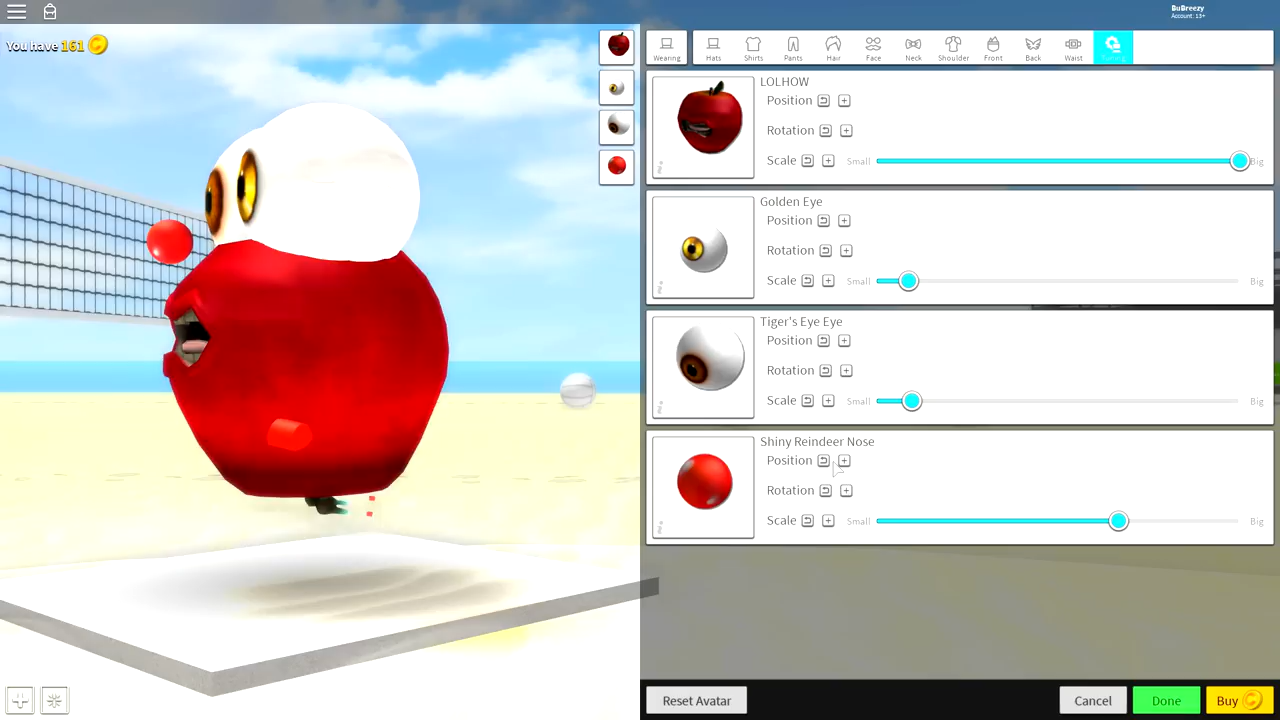 BuBreezy
Account: 13+
You have 161
Wearing
Hats
Shirts
Pants
Hair
Face
Neck
Shoulder
Front
Back
Waist
LOLHOW
Position
Rotation
Scale
Small
Big
Golden Eye
Position
Rotation
Scale
Small
Big
Tiger's Eye Eye
Position
Rotation
Scale
Small
Big
Shiny Reindeer Nose
Position
Rotation
Scale
Small
Big
Reset Avatar
Cancel
Done
Buy